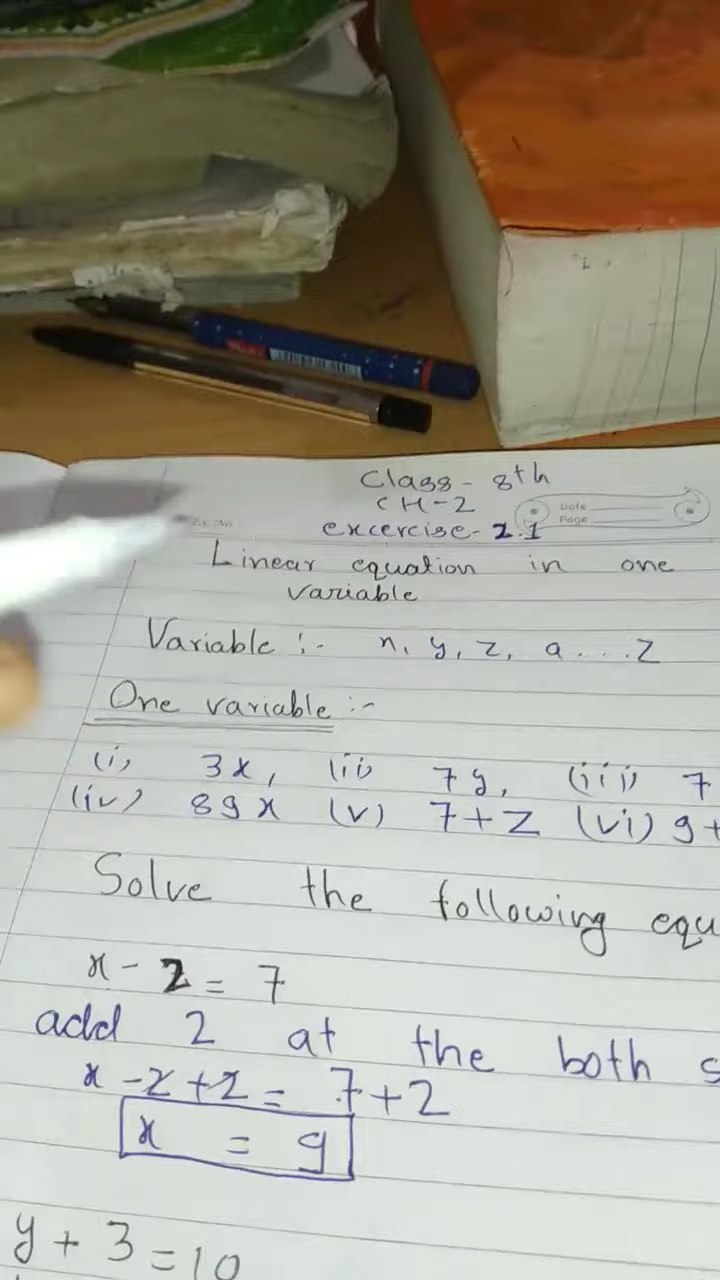 Class - 8th
CH-2
excercise - 2.1
Date
Page
Linear equation in one
variable
Variable :- x, y, z, a...z
One variable :-
(i) 3x, (ii) 7y, (iii) 7
(iv) 89x (v) 7+z (vi) 9+
Solve the following equ
x - 2 = 7
add 2 at the both s
x - 2 + 2 = 7 + 2
x = 9
y + 3 = 10